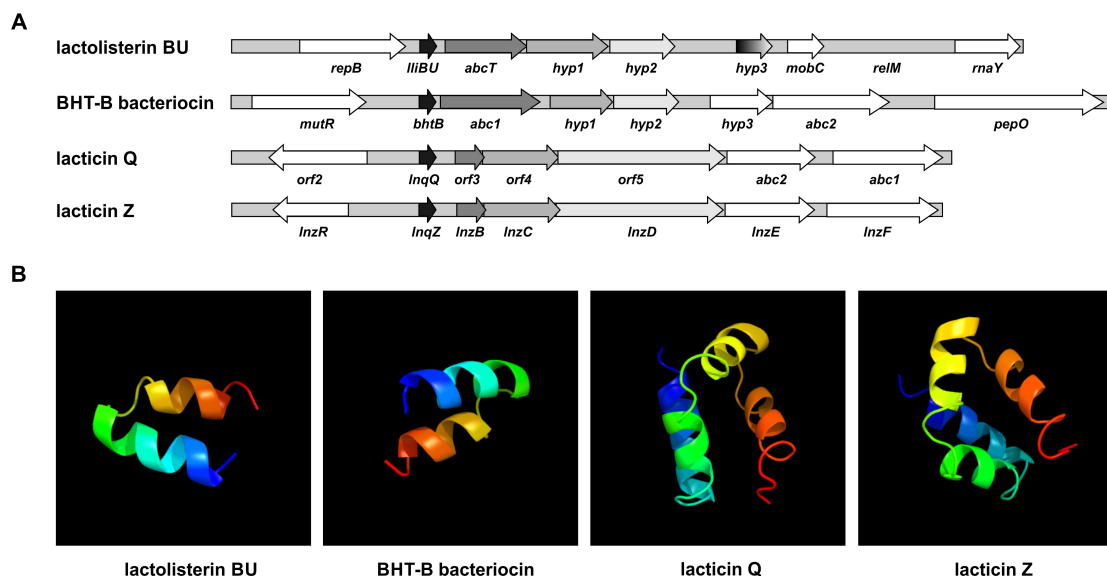 A
lactolisterin BU
repB lliBU abcT hyp1 hyp2 hyp3 mobC relM rnaY
BHT-B bacteriocin
mutR bhtB abc1 hyp1 hyp2 hyp3 abc2 pepO
lacticin Q
orf2 lnqQ orf3 orf4 orf5 abc2 abc1
lacticin Z
lnzR lnqZ lnzB lnzC lnzD lnzE lnzF
B
lactolisterin BU BHT-B bacteriocin lacticin Q lacticin Z